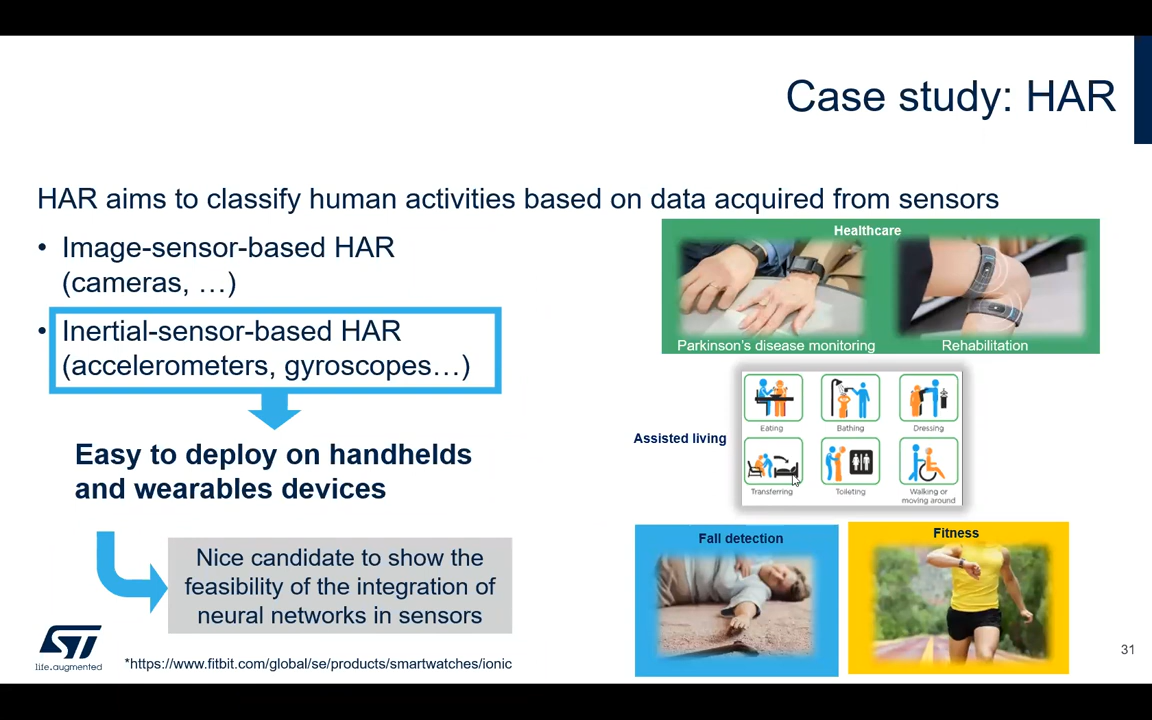 Case study: HAR
HAR aims to classify human activities based on data acquired from sensors
• Image-sensor-based HAR
(cameras, …)
• Inertial-sensor-based HAR
(accelerometers, gyroscopes…)
Easy to deploy on handhelds
and wearables devices
Nice candidate to show the
feasibility of the integration of
neural networks in sensors
Healthcare
Parkinson's disease monitoring
Rehabilitation
Assisted living
Eating
Bathing
Dressing
Transferring
Toileting
Walking or
moving around
Fall detection
Fitness
ST
life.augmented
*https://www.fitbit.com/global/se/products/smartwatches/ionic
31